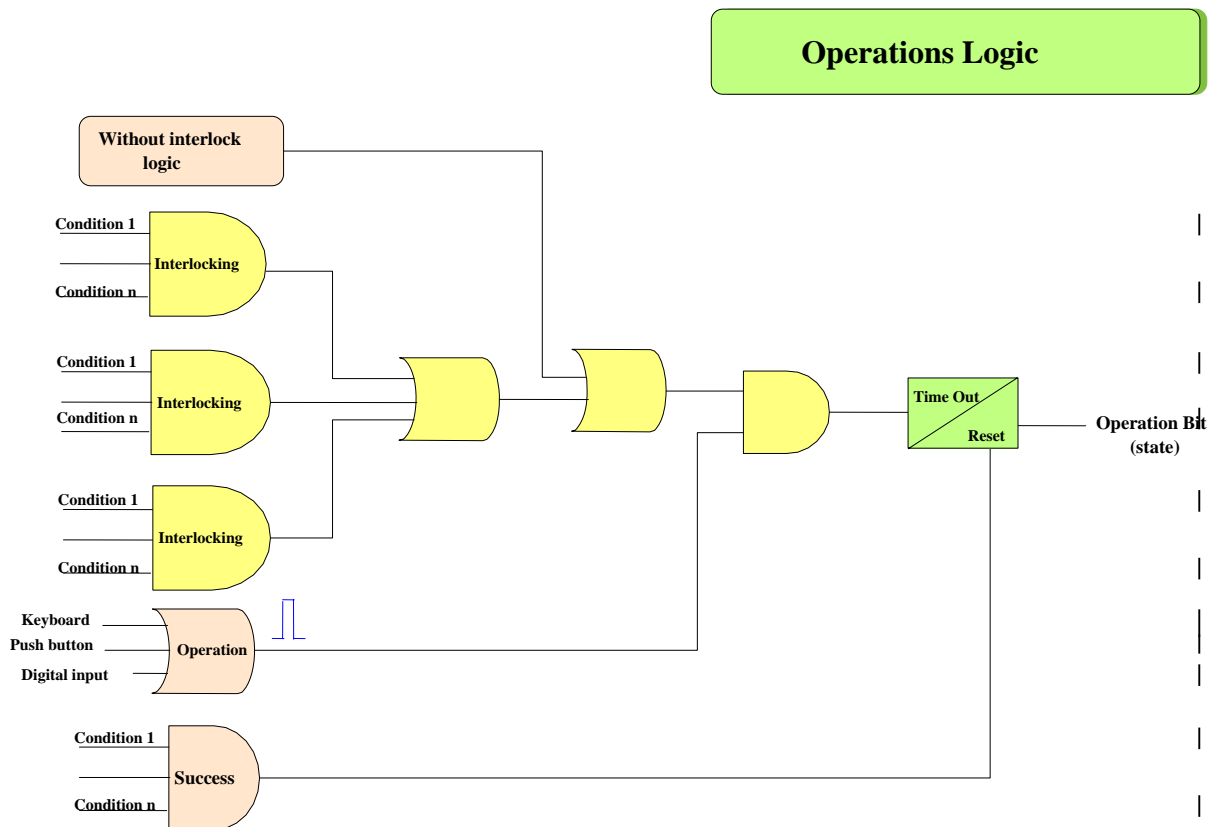 Operations Logic
Without interlock
logic
Condition 1
Interlocking
Condition n
Condition 1
Interlocking
Condition n
Time Out
Reset
Operation Bit
(state)
Condition 1
Interlocking
Condition n
Keyboard
Push button
Operation
Digital input
Condition 1
Success
Condition n